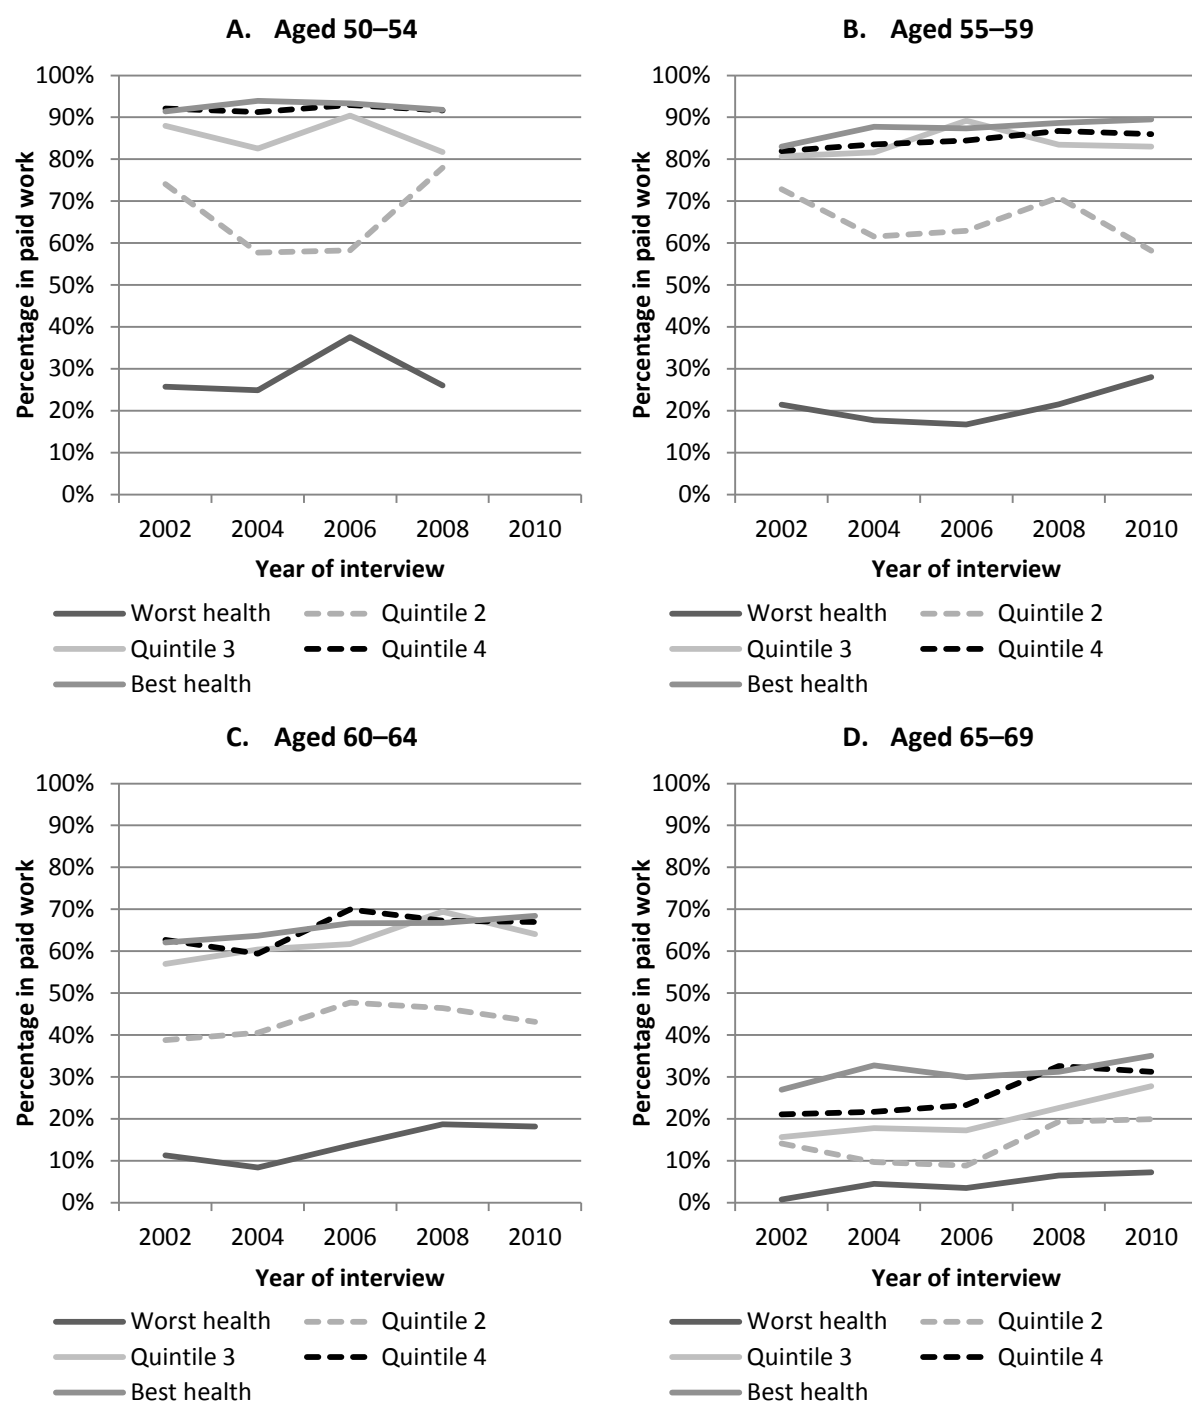 A. Aged 50–54
100%
90%
80%
70%
60%
50%
40%
30%
20%
10%
0%
Percentage in paid work
2002 2004 2006 2008 2010
Year of interview
Worst health Quintile 2
Quintile 3 Quintile 4
Best health
B. Aged 55–59
100%
90%
80%
70%
60%
50%
40%
30%
20%
10%
0%
Percentage in paid work
2002 2004 2006 2008 2010
Year of interview
Worst health Quintile 2
Quintile 3 Quintile 4
Best health
C. Aged 60–64
100%
90%
80%
70%
60%
50%
40%
30%
20%
10%
0%
Percentage in paid work
2002 2004 2006 2008 2010
Year of interview
Worst health Quintile 2
Quintile 3 Quintile 4
Best health
D. Aged 65–69
100%
90%
80%
70%
60%
50%
40%
30%
20%
10%
0%
Percentage in paid work
2002 2004 2006 2008 2010
Year of interview
Worst health Quintile 2
Quintile 3 Quintile 4
Best health